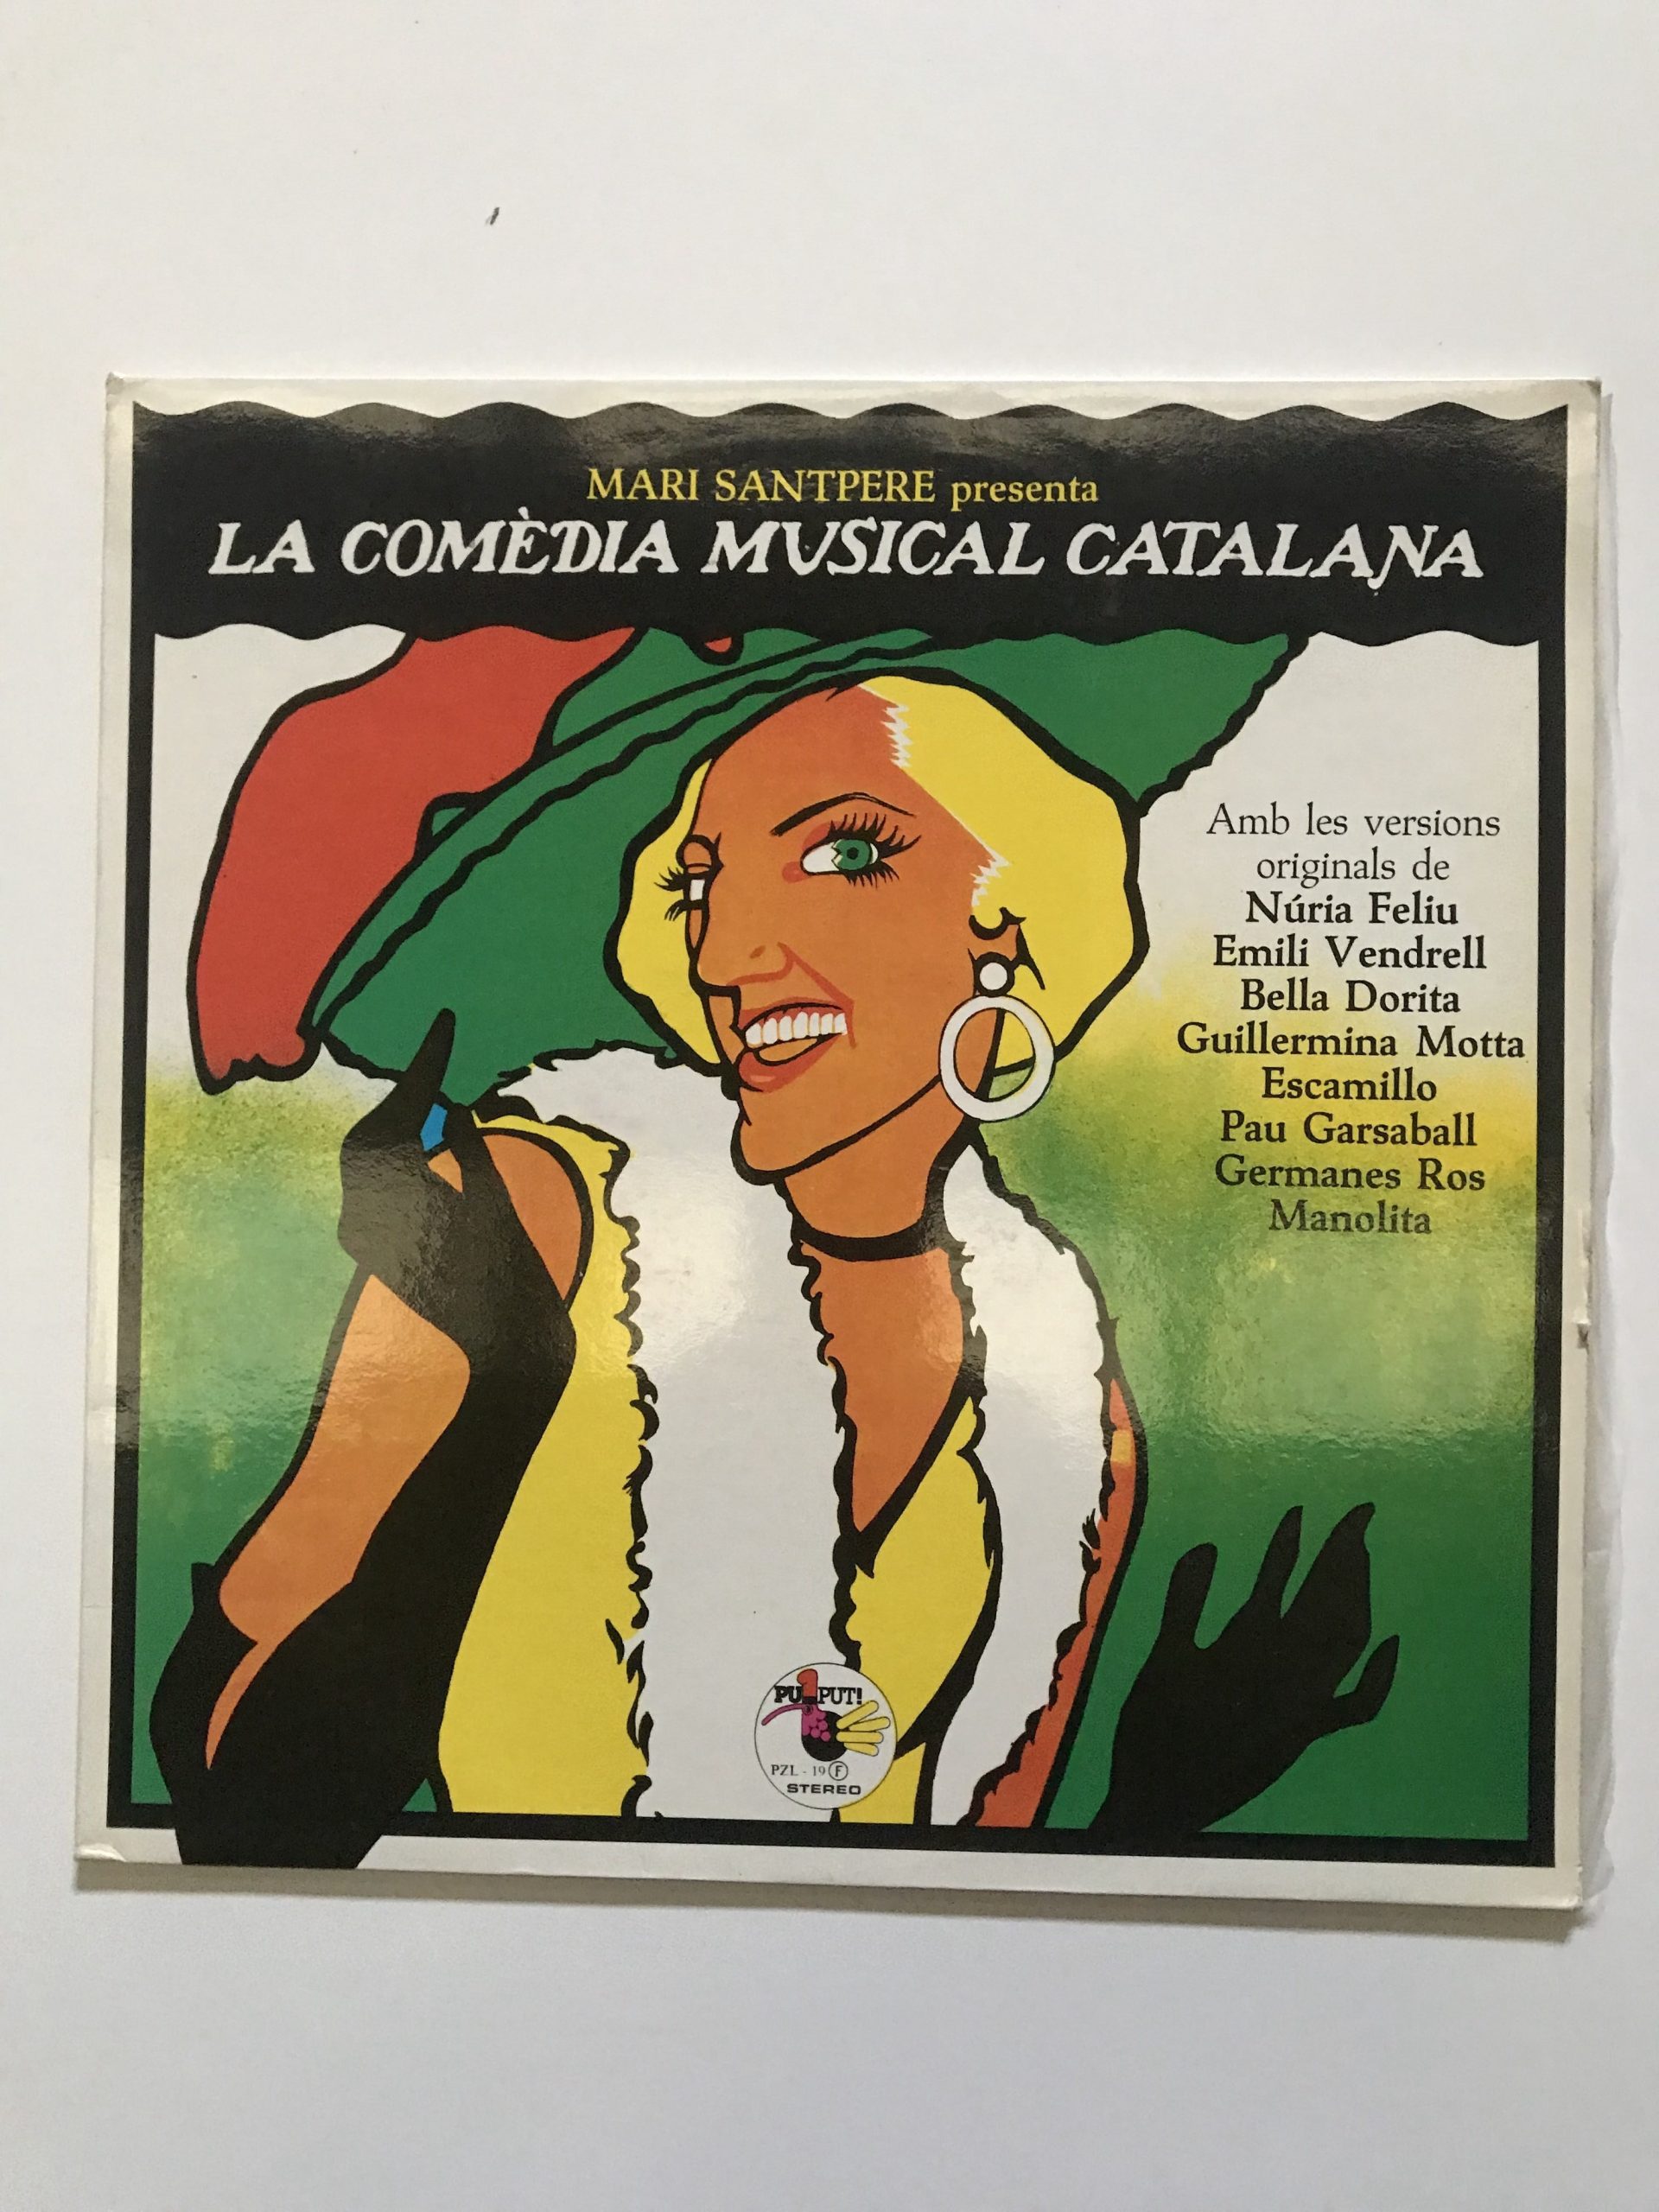 MARI SANTPERE presenta
LA COMÈDIA MUSICAL CATALANA
Amb les versions
originals de
Núria Feliu
Emili Vendrell
Bella Dorita
Guillermina Motta
Escamillo
Pau Garsaball
Germanes Ros
Manolita
PU-PUT!
PZL - 19 Ⓕ
STEREO